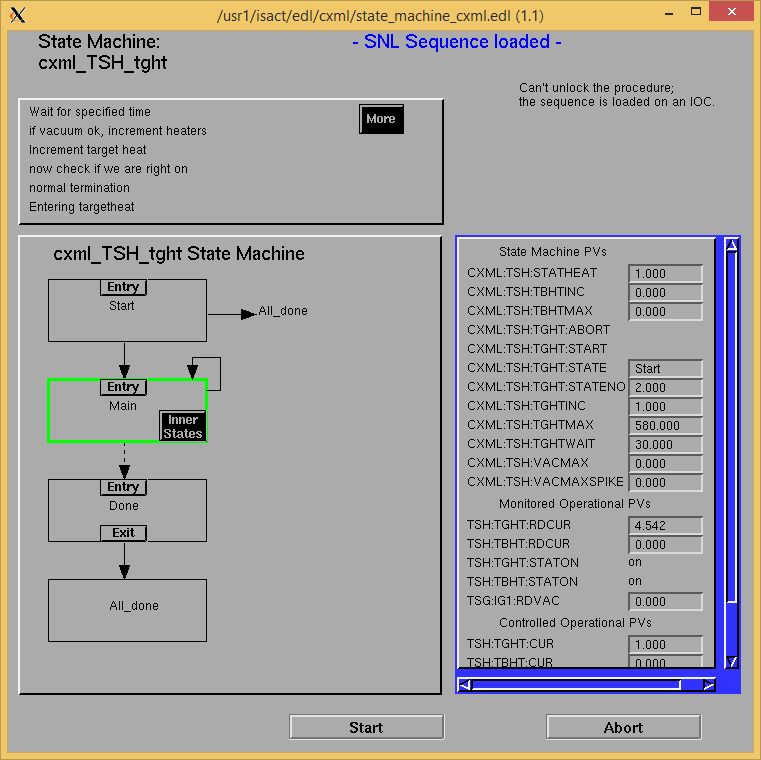 /usr1/isact/edl/cxml/state_machine_cxml.edl (1.1)
State Machine:
- SNL Sequence loaded -
cxml_TSH_tght
Can't unlock the procedure;
the sequence is loaded on an IOC.
Wait for specified time
if vacuum ok, increment heaters
Increment target heat
now check if we are right on
normal termination
Entering targetheat
More
cxml_TSH_tght State Machine
Entry
Start
All_done
Entry
Main
Inner
States
Entry
Done
Exit
All_done
State Machine PVs
CXML:TSH:STATHEAT 1.000
CXML:TSH:TBHTINC 0.000
CXML:TSH:TBHTMAX 0.000
CXML:TSH:TGHT:ABORT
CXML:TSH:TGHT:START
CXML:TSH:TGHT:STATE Start
CXML:TSH:TGHT:STATENO 2.000
CXML:TSH:TGHTINC 1.000
CXML:TSH:TGHTMAX 580.000
CXML:TSH:TGHTWAIT 30.000
CXML:TSH:VACMAX 0.000
CXML:TSH:VACMAXSPIKE 0.000
Monitored Operational PVs
TSH:TGHT:RDCUR 4.542
TSH:TBHT:RDCUR 0.000
TSH:TGHT:STATON on
TSH:TBHT:STATON on
TSG:IG1:RDVAC 0.000
Controlled Operational PVs
TSH:TGHT:CUR 1.000
TSH:TBHT:CUR 0.000
Start
Abort